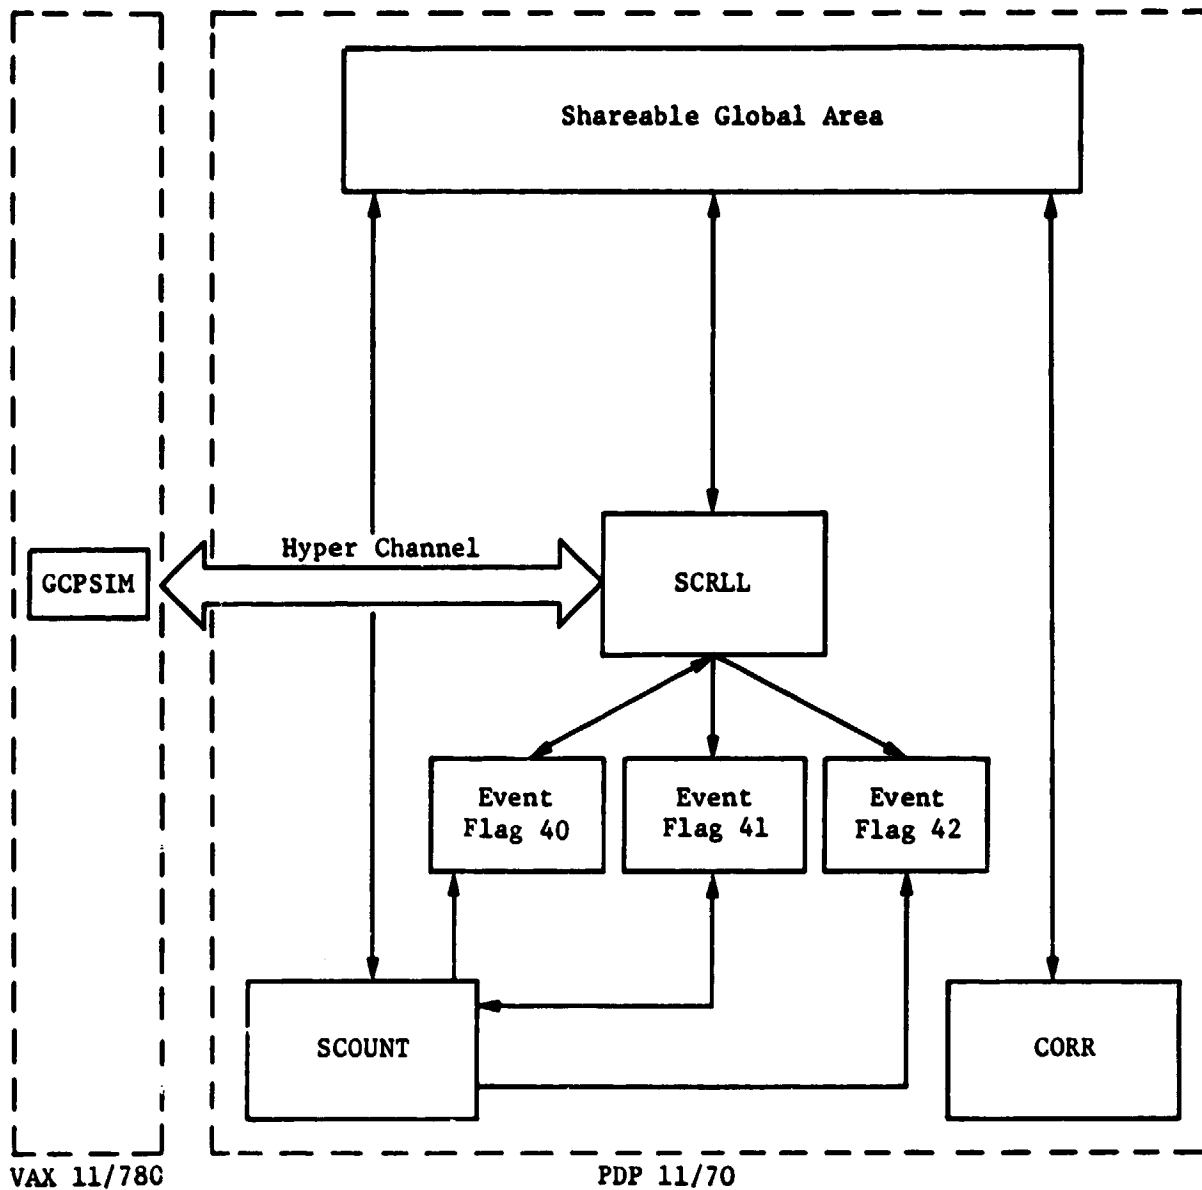 Shareable Global Area
Hyper Channel
GCPSIM
SCRLL
Event
Flag 40
Event
Flag 41
Event
Flag 42
SCOUNT
CORR
VAX 11/780
PDP 11/70